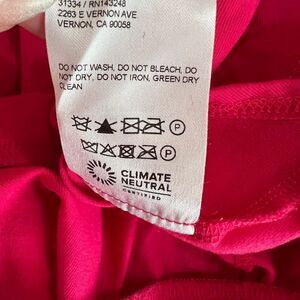 31334 / RN143248
2263 E VERNON AVE
VERNON, CA 90058
DO NOT WASH, DO NOT BLEACH, DO
NOT DRY, DO NOT IRON, GREEN DRY
CLEAN
P
P
CLIMATE
NEUTRAL
CERTIFIED